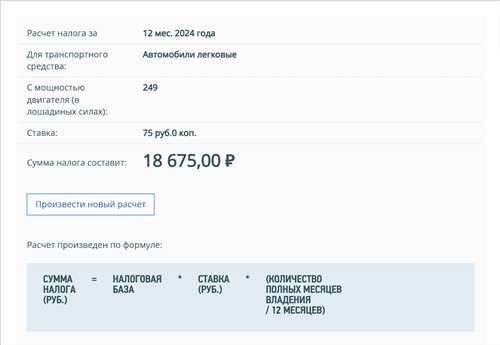 Расчет налога за 12 мес. 2024 года
Для транспортного Автомобили легковые
средства:
С мощностью 249
двигателя (в
лошадиных силах):
Ставка: 75 руб.0 коп.
Сумма налога составит: 18 675,00 ₽
Произвести новый расчет
Расчет произведен по формуле:
СУММА = НАЛОГОВАЯ * СТАВКА * (КОЛИЧЕСТВО
НАЛОГА БАЗА (РУБ.) ПОЛНЫХ МЕСЯЦЕВ
(РУБ.) ВЛАДЕНИЯ
/ 12 МЕСЯЦЕВ)